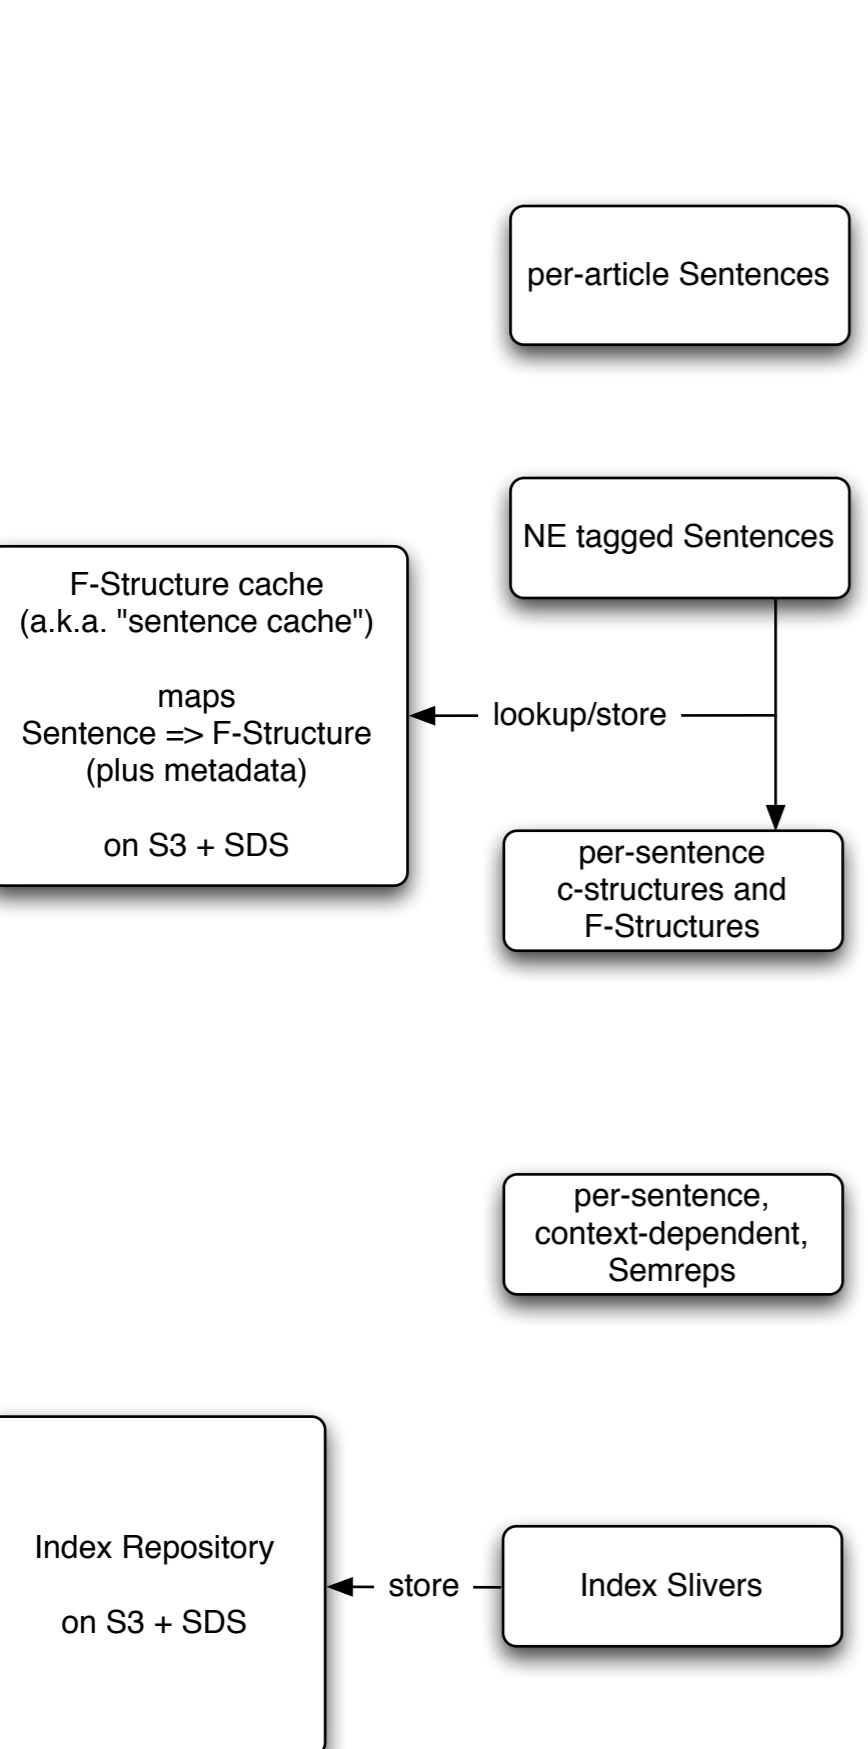 per-article Sentences
NE tagged Sentences
F-Structure cache
(a.k.a. "sentence cache")
maps
Sentence => F-Structure
(plus metadata)
on S3 + SDS
lookup/store
per-sentence
c-structures and
F-Structures
per-sentence,
context-dependent,
Semreps
Index Repository
on S3 + SDS
store
Index Slivers